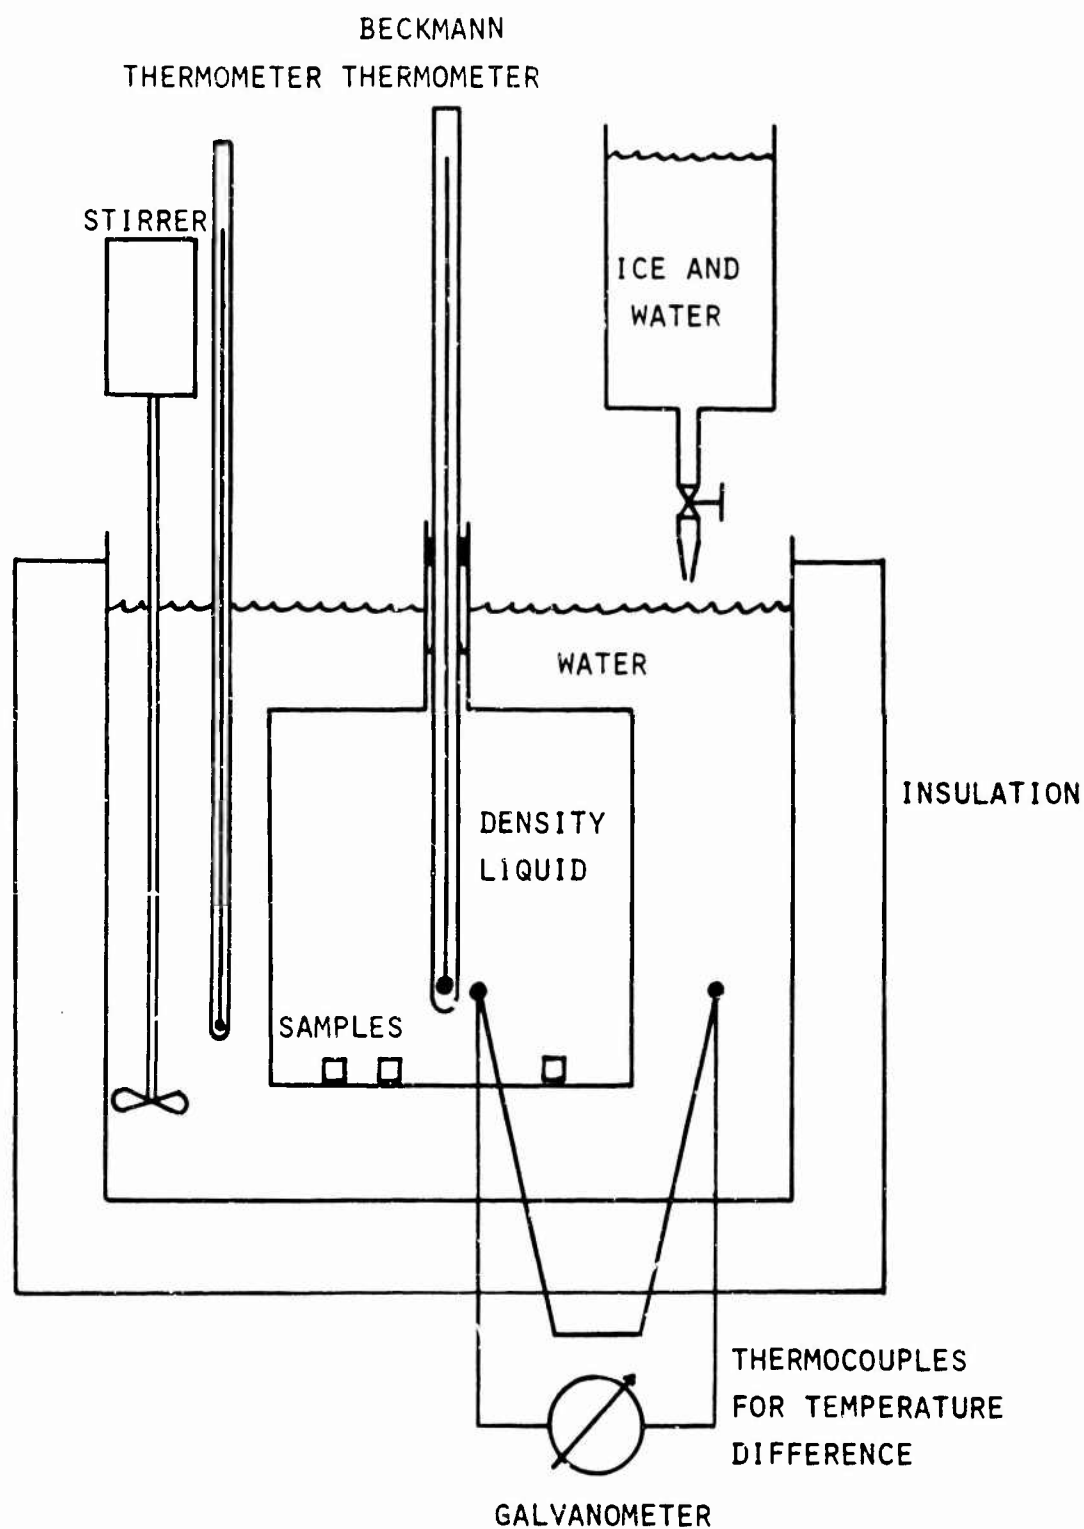 BECKMANN
THERMOMETER THERMOMETER
STIRRER
ICE AND
WATER
WATER
INSULATION
DENSITY
LIQUID
SAMPLES
THERMOCOUPLES
FOR TEMPERATURE
DIFFERENCE
GALVANOMETER